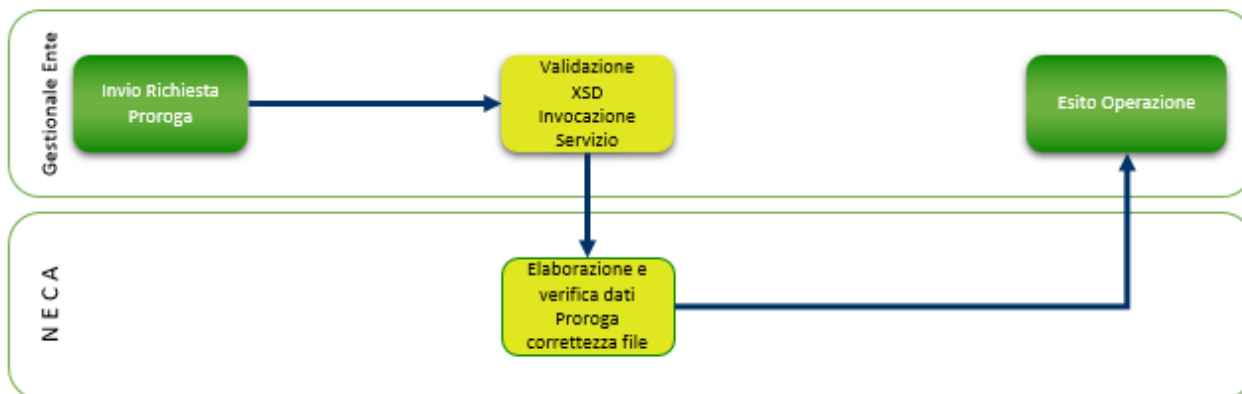 Gestionale Ente
Invio Richiesta
Proroga
Validazione
XSD
Invocazione
Servizio
Esito Operazione
N E C A
Elaborazione e
verifica dati
Proroga
correttezza file